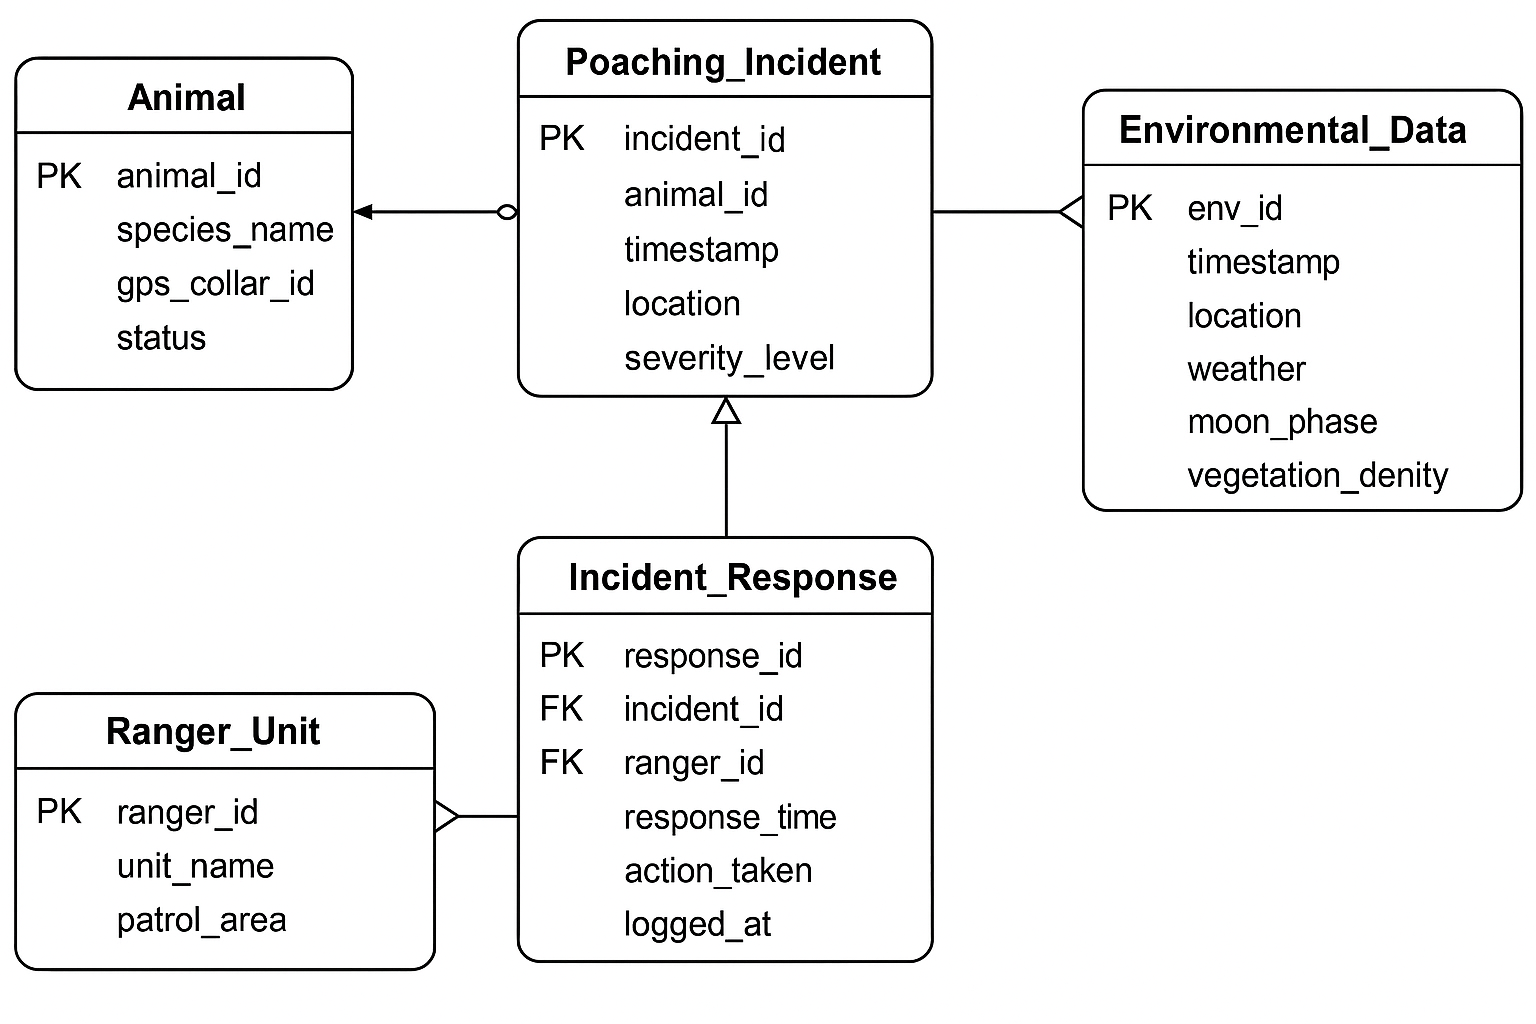 Animal
PK animal_id
species_name
gps_collar_id
status
Poaching_Incident
PK incident_id
animal_id
timestamp
location
severity_level
Environmental_Data
PK env_id
timestamp
location
weather
moon_phase
vegetation_denity
Incident_Response
PK response_id
FK incident_id
FK ranger_id
response_time
action_taken
logged_at
Ranger_Unit
PK ranger_id
unit_name
patrol_area